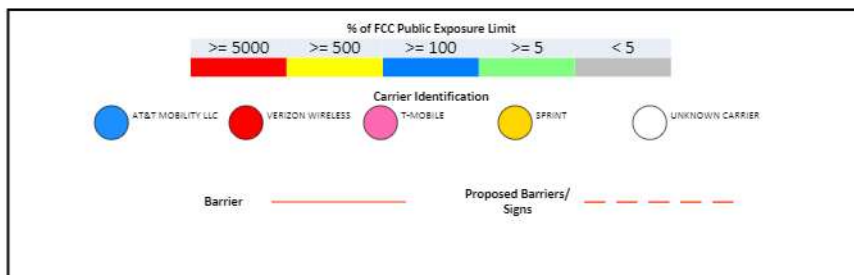 % of FCC Public Exposure Limit
>= 5000 >= 500 >= 100 >= 5 < 5
Carrier Identification
AT&T MOBILITY LLC VERIZON WIRELESS T-MOBILE SPRINT UNKNOWN CARRIER
Barrier
Proposed Barriers/
Signs